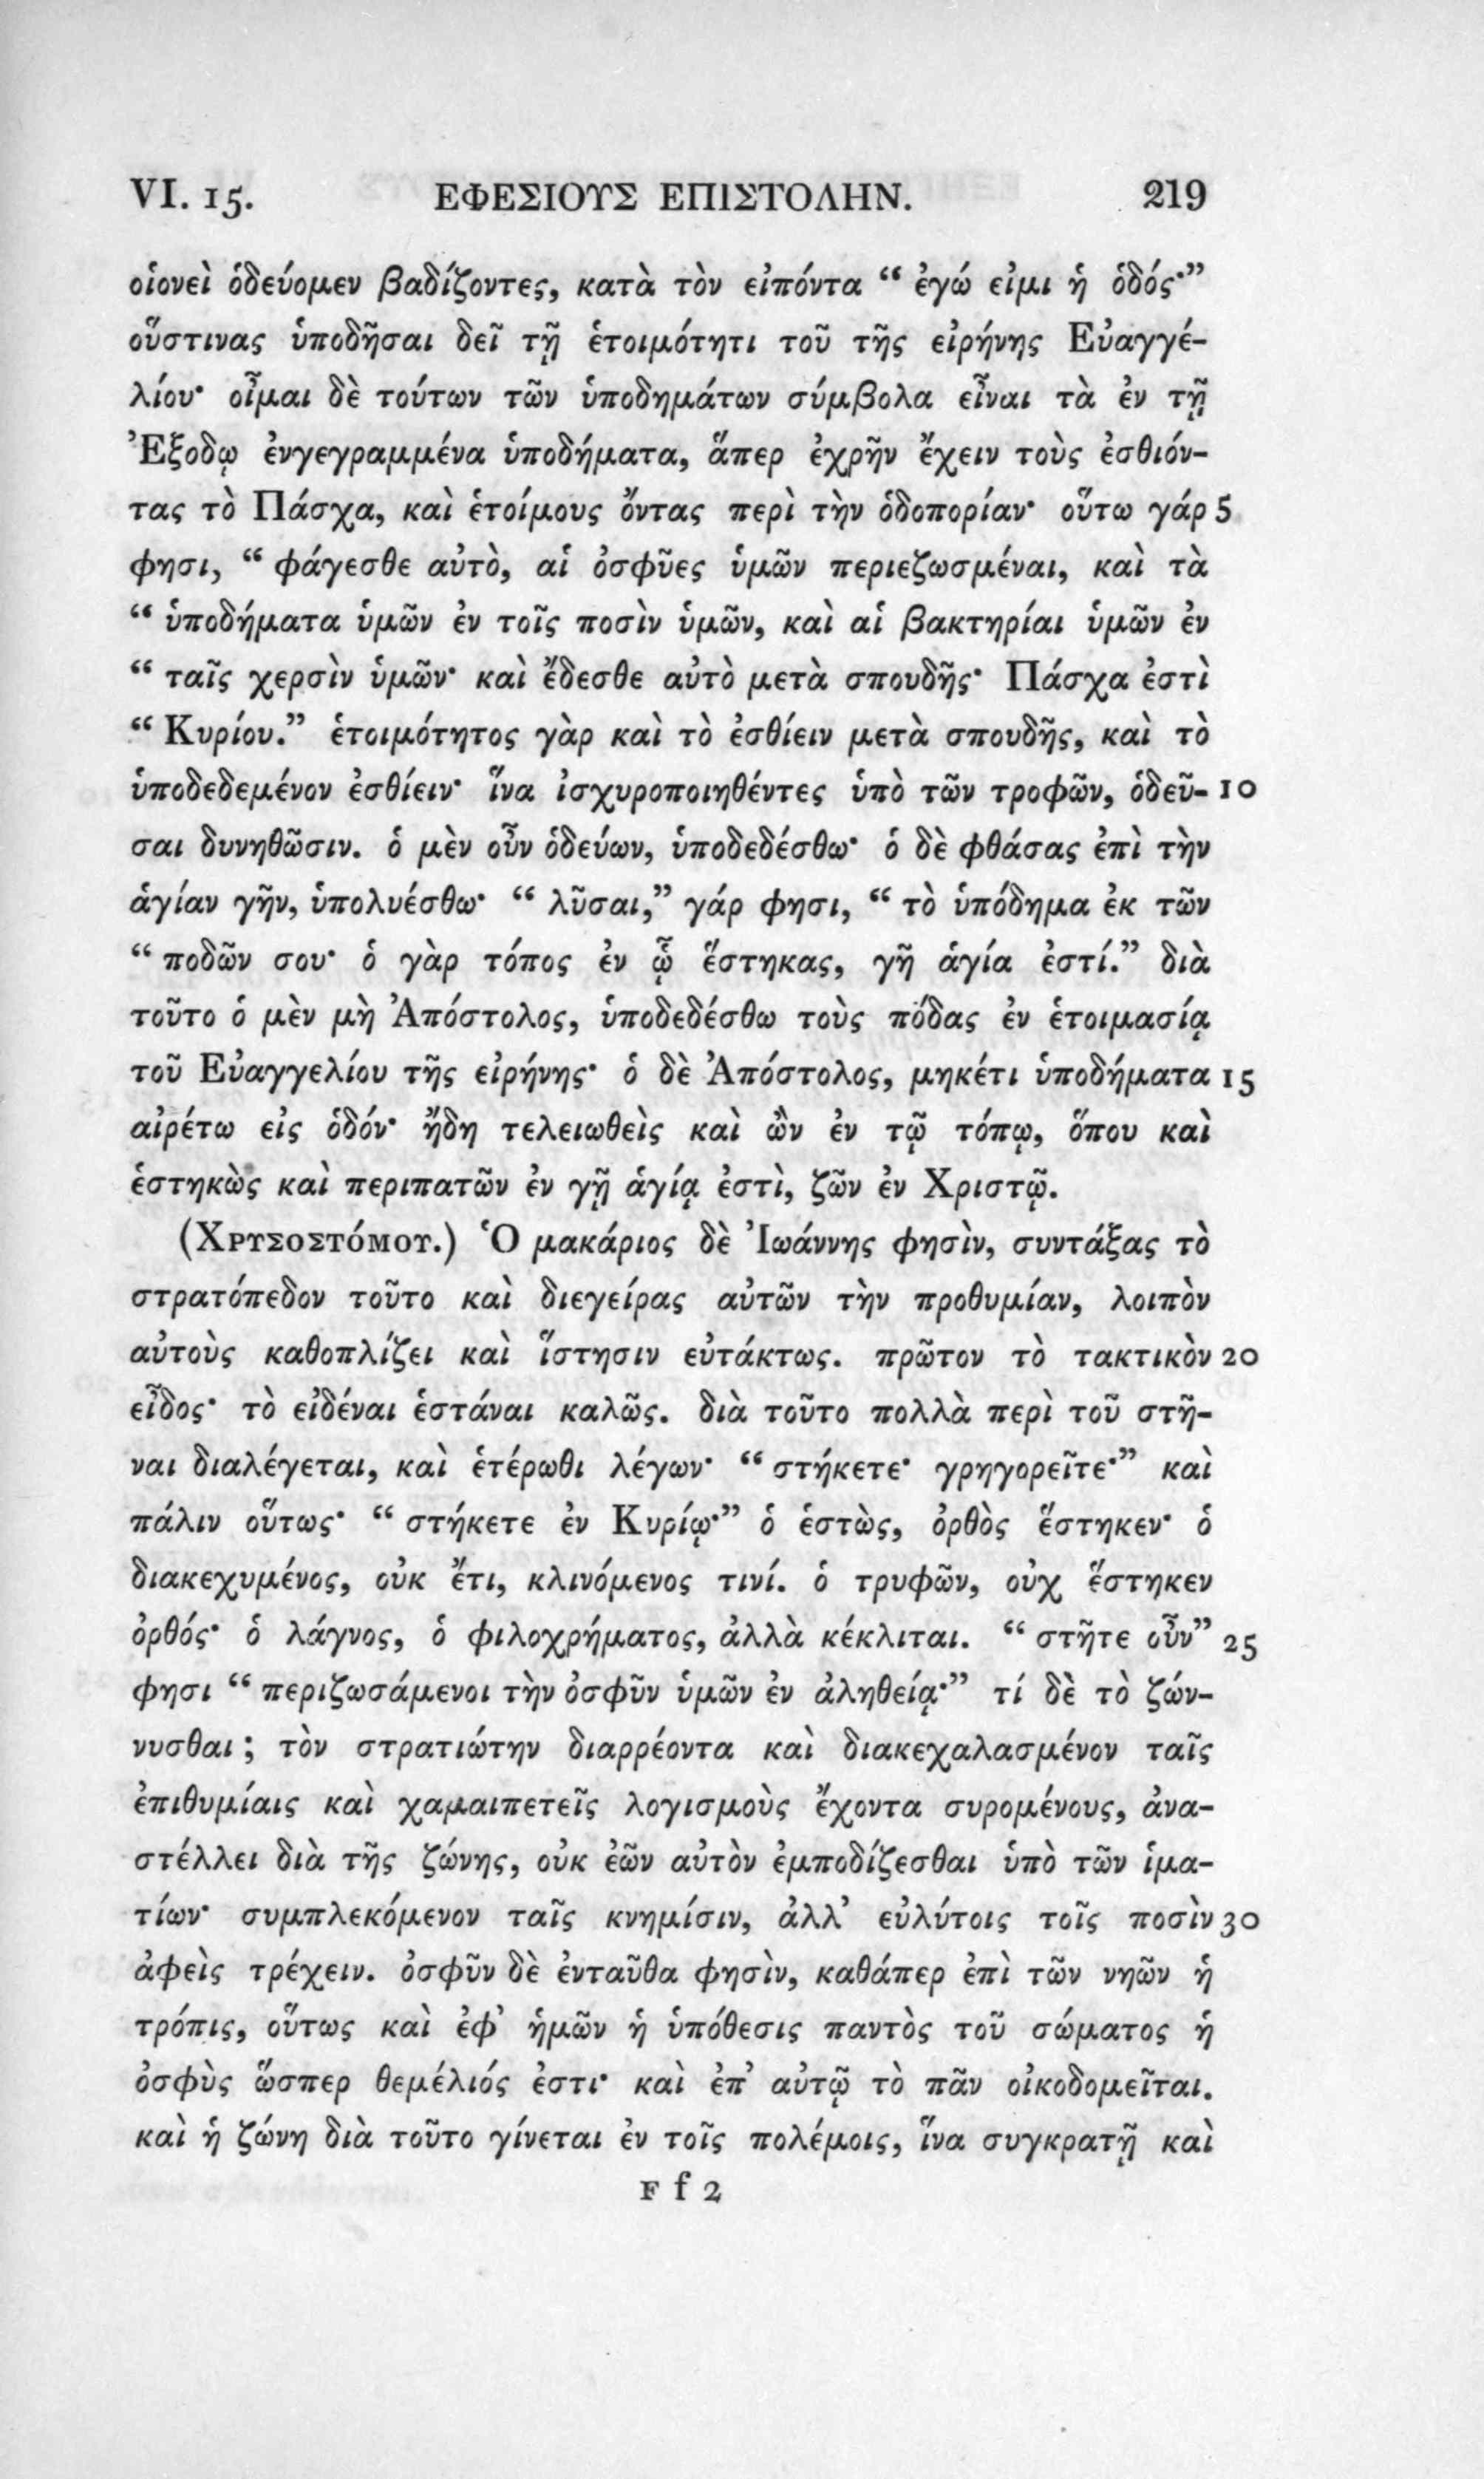 VI. 15. ΕΦΕΣΙΟΥΣ ΕΠΙΣΤΟΛΗΝ. 219
οἱονεὶ ὁδεύομεν βαδίζοντες, κατὰ τὸν εἰπόντα “ ἐγώ εἰμι ἡ ὁδός·”
οὕστινας ὑποδῆσαι δεῖ τῇ ἑτοιμότητι τοῦ τῆς εἰρήνης Εὐαγγέ-
λίου· οἶμαι δὲ τούτων τῶν ὑποδημάτων σύμβολα εἶναι τὰ ἐν τῇ
Ἐξοδῳ ἐνγεγραμμένα ὑποδήματα, ἅπερ ἐχρῆν ἔχειν τοὺς ἐσθιόν-
τας τὸ Πάσχα, καὶ ἑτοίμους ὄντας περὶ τὴν ὁδοπορίαν· οὕτω γάρ 5
φησι, “ φάγεσθε αὐτὸ, αἱ ὀσφῦες ὑμῶν περιεζωσμέναι, καὶ τὰ
“ ὑποδήματα ὑμῶν ἐν τοῖς ποσὶν ὑμῶν, καὶ αἱ βακτηρίαι ὑμῶν ἐν
“ ταῖς χερσὶν ὑμῶν· καὶ ἔδεσθε αὐτὸ μετὰ σπουδῆς· Πάσχα ἐστὶ
“ Κυρίου.” ἑτοιμότητος γὰρ καὶ τὸ ἐσθίειν μετὰ σπουδῆς, καὶ τὸ
ὑποδεδεμένον ἐσθίειν· ἵνα ἰσχυροποιηθέντες ὑπὸ τῶν τροφῶν, ὁδεῦ- 10
σαι δυνηθῶσιν. ὁ μὲν οὖν ὁδεύων, ὑποδεδέσθω· ὁ δὲ φθάσας ἐπὶ τὴν
ἁγίαν γῆν, ὑπολυέσθω· “ λῦσαι,” γάρ φησι, “ τὸ ὑπόδημα ἐκ τῶν
“ ποδῶν σου· ὁ γὰρ τόπος ἐν ᾧ ἕστηκας, γῆ ἁγία ἐστί.” διὰ
τοῦτο ὁ μὲν μὴ Ἀπόστολος, ὑποδεδέσθω τοὺς πόδας ἐν ἑτοιμασίᾳ
τοῦ Εὐαγγελίου τῆς εἰρήνης· ὁ δὲ Ἀπόστολος, μηκέτι ὑποδήματα 15
αἰρέτω εἰς ὁδόν· ἤδη τελειωθεὶς καὶ ὢν ἐν τῷ τόπῳ, ὅπου καὶ
ἑστηκὼς καὶ περιπατῶν ἐν γῇ ἁγίᾳ ἐστὶ, ζῶν ἐν Χριστῷ.
(Χρυσοστόμου.) Ὁ μακάριος δὲ Ἰωάννης φησὶν, συντάξας τὸ
στρατόπεδον τοῦτο καὶ διεγείρας αὐτῶν τὴν προθυμίαν, λοιπὸν
αὐτοὺς καθοπλίζει καὶ ἵστησιν εὐτάκτως. πρῶτον τὸ τακτικὸν 20
εἶδος· τὸ εἰδέναι ἑστάναι καλῶς. διὰ τοῦτο πολλὰ περὶ τοῦ στῆ-
ναι διαλέγεται, καὶ ἑτέρωθι λέγων· “ στήκετε· γρηγορεῖτε·” καὶ
πάλιν οὕτως· “ στήκετε ἐν Κυρίῳ·” ὁ ἑστὼς, ὀρθὸς ἕστηκεν· ὁ
διακεχυμένος, οὐκ ἔτι, κλινόμενος τινί. ὁ τρυφῶν, οὐχ ἕστηκεν
ὀρθός· ὁ λάγνος, ὁ φιλοχρήματος, ἀλλὰ κέκλιται. “ στῆτε οὖν” 25
φησι “ περιζωσάμενοι τὴν ὀσφῦν ὑμῶν ἐν ἀληθείᾳ·” τί δὲ τὸ ζών-
νυσθαι ; τὸν στρατιώτην διαρρέοντα καὶ διακεχαλασμένον ταῖς
ἐπιθυμίαις καὶ χαμαιπετεῖς λογισμοὺς ἔχοντα συρομένους, ἀνα-
στέλλει διὰ τῆς ζώνης, οὐκ ἐῶν αὐτὸν ἐμποδίζεσθαι ὑπὸ τῶν ἱμα-
τίων· συμπλεκόμενον ταῖς κνημίσιν, ἀλλ’ εὐλύτοις τοῖς ποσὶν 30
ἀφεὶς τρέχειν. ὀσφῦν δὲ ἐνταῦθα φησὶν, καθάπερ ἐπὶ τῶν νηῶν ἡ
τρόπις, οὕτως καὶ ἐφ’ ἡμῶν ἡ ὑπόθεσις παντὸς τοῦ σώματος ἡ
ὀσφὺς ὥσπερ θεμέλιός ἐστι· καὶ ἐπ’ αὐτῷ τὸ πᾶν οἰκοδομεῖται.
καὶ ἡ ζώνη διὰ τοῦτο γίνεται ἐν τοῖς πολέμοις, ἵνα συγκρατῇ καὶ
F f 2